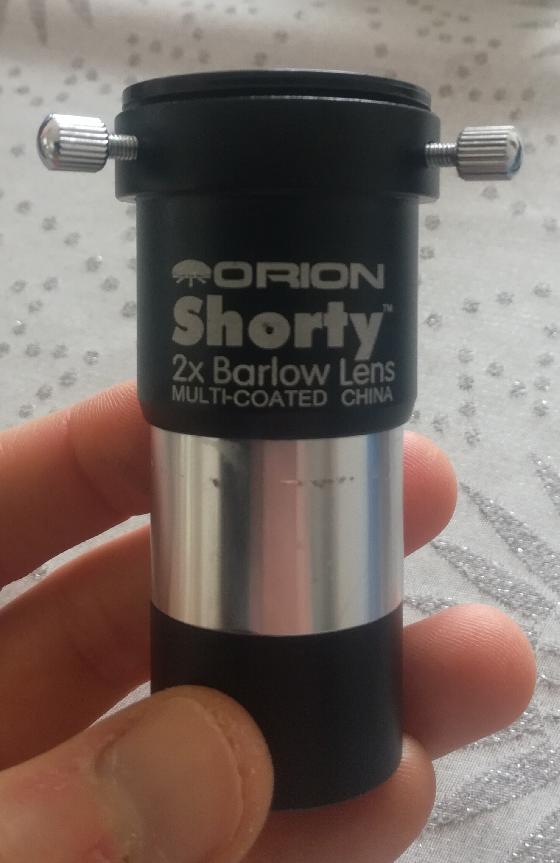 ORION
Shorty™
2x Barlow Lens
MULTI-COATED CHINA